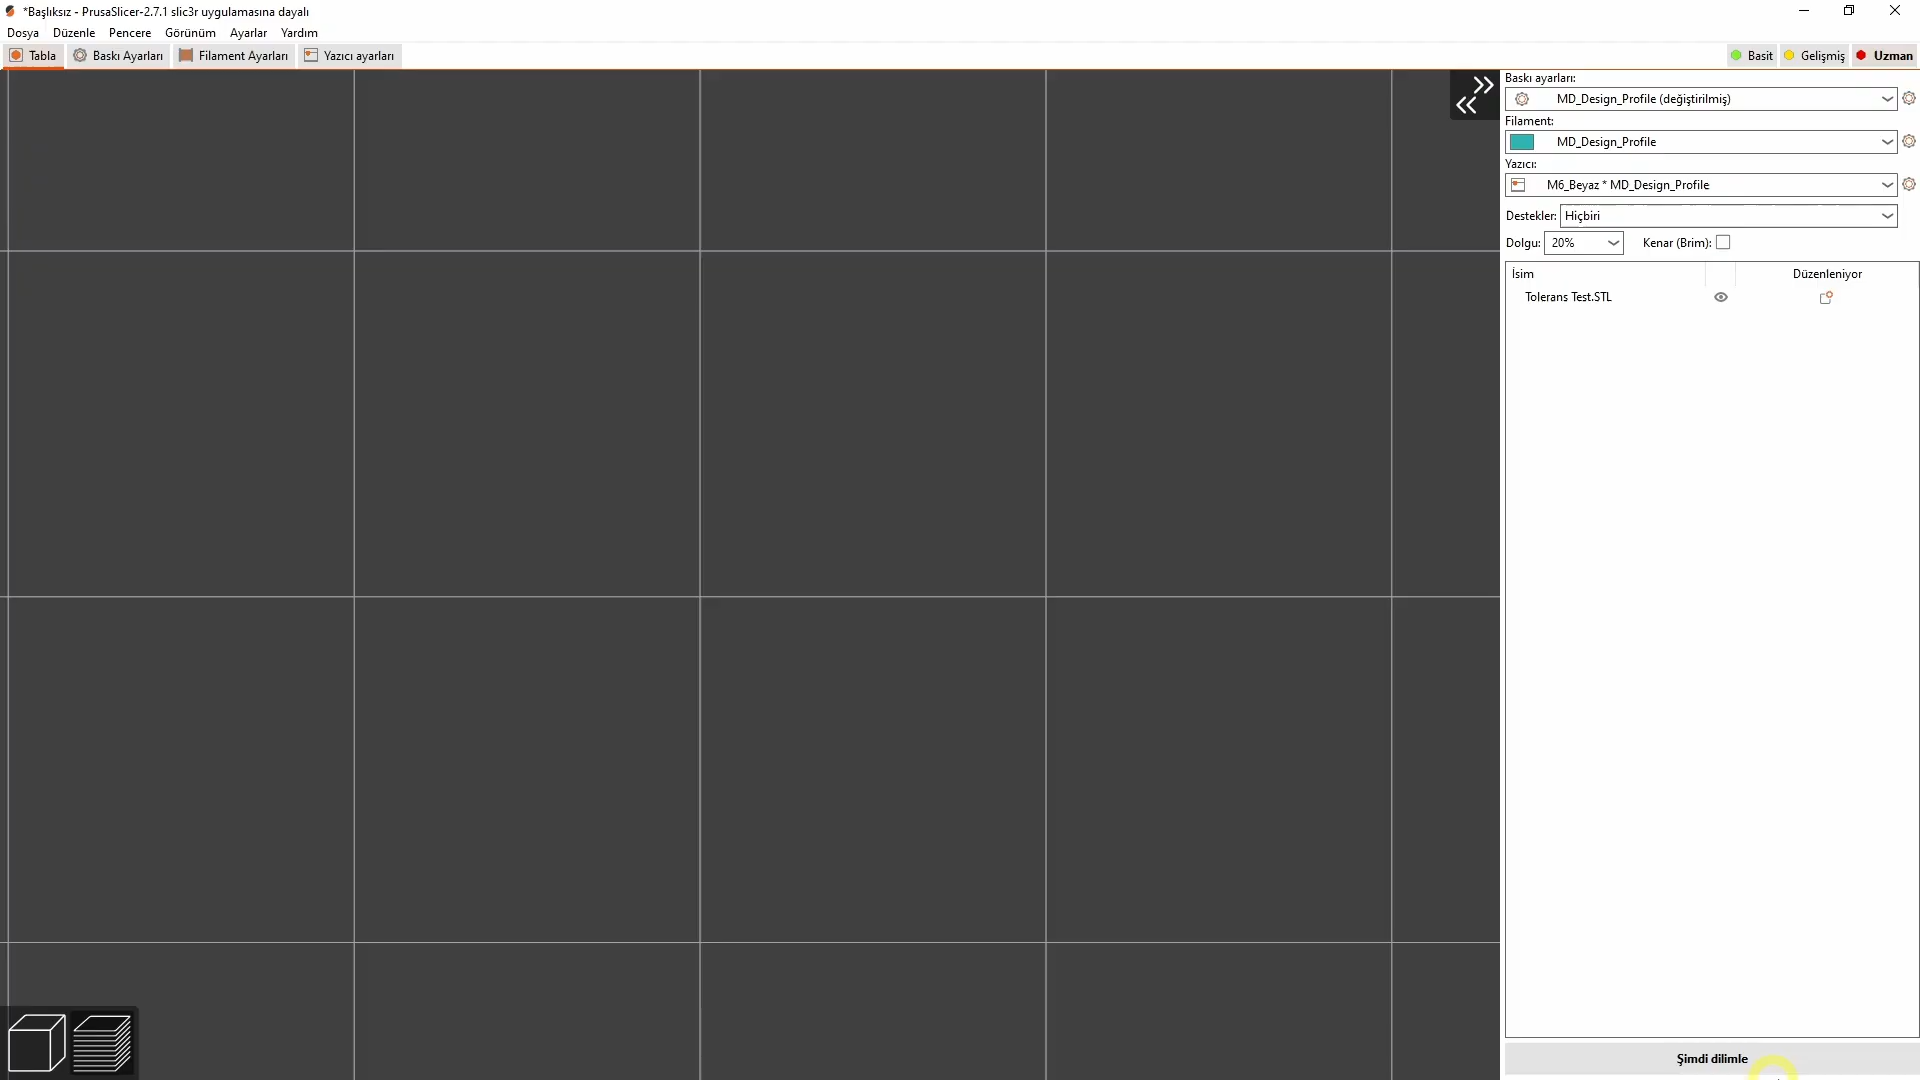 *Başlıksız - PrusaSlicer-2.7.1 slic3r uygulamasına dayalı
Dosya Düzenle Pencere Görünüm Ayarlar Yardım
Tabla Baskı Ayarları Filament Ayarları Yazıcı ayarları Basit Gelişmiş Uzman
Baskı ayarları:
MD_Design_Profile (değiştirilmiş)
Filament:
MD_Design_Profile
Yazıcı:
M6_Beyaz * MD_Design_Profile
Destekler: Hiçbiri
Dolgu: 20% Kenar (Brim):
İsim Düzenleniyor
Tolerans Test.STL
Şimdi dilimle